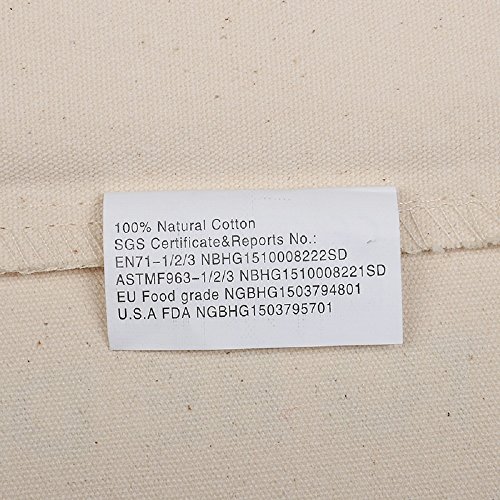 100% Natural Cotton
SGS Certificate&Reports No.:
EN71-1/2/3 NBHG1510008222SD
ASTMF963-1/2/3 NBHG1510008221SD
EU Food grade NGBHG1503794801
U.S.A FDA NGBHG1503795701